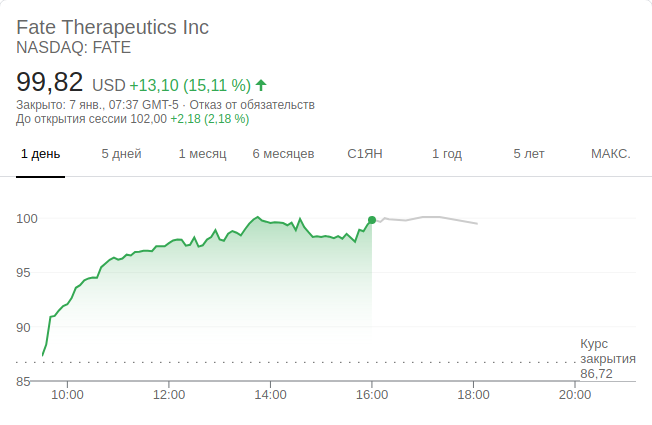 Fate Therapeutics Inc
NASDAQ: FATE
99,82 USD +13,10 (15,11 %)
Закрыто: 7 янв., 07:37 GMT-5 · Отказ от обязательств
До открытия сессии 102,00 +2,18 (2,18 %)
1 день 5 дней 1 месяц 6 месяцев С1ЯН 1 год 5 лет МАКС.
100
95
90
85
Курс
закрытия
86,72
10:00 12:00 14:00 16:00 18:00 20:00